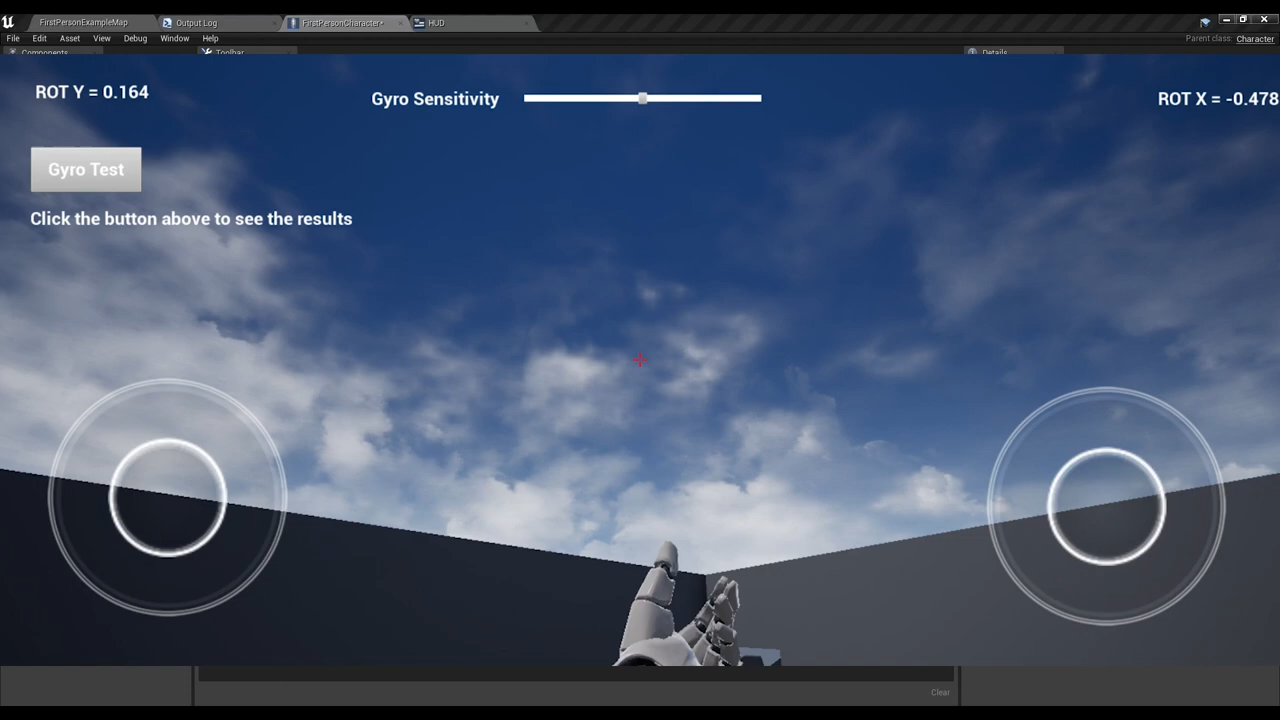 FirstPersonExampleMap
Output Log
FirstPersonCharacter*
HUD
File Edit Asset View Debug Window Help
Parent class: Character
Components
Toolbar
Details
ROT Y = 0.164
Gyro Sensitivity
ROT X = -0.478
Gyro Test
Click the button above to see the results
Clear